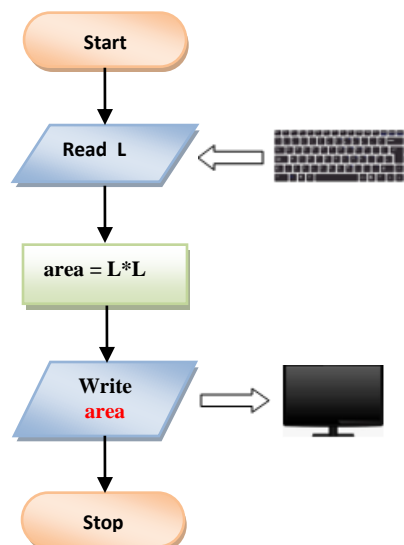 Start
Read L
area = L*L
Write
area
Stop